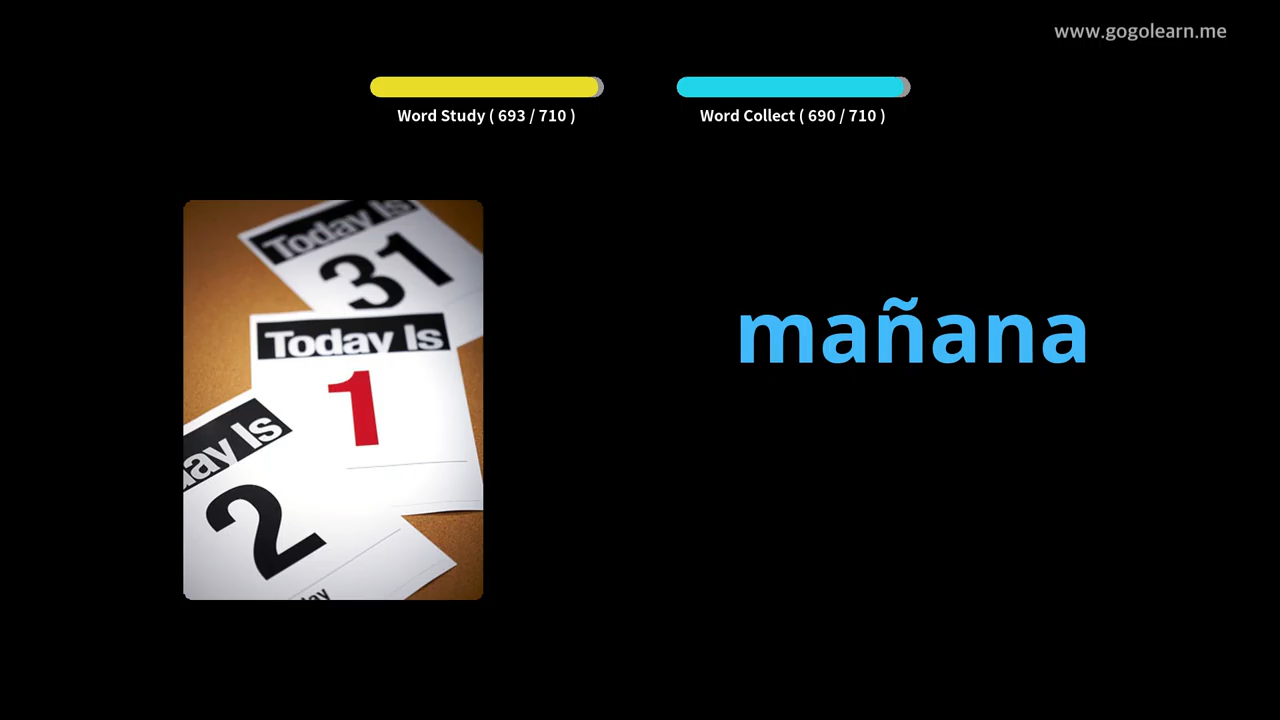 www.gogolearn.me
Word Study ( 693 / 710 )
Word Collect ( 690 / 710 )
Today Is
31
Today Is
1
ay Is
2
mañana